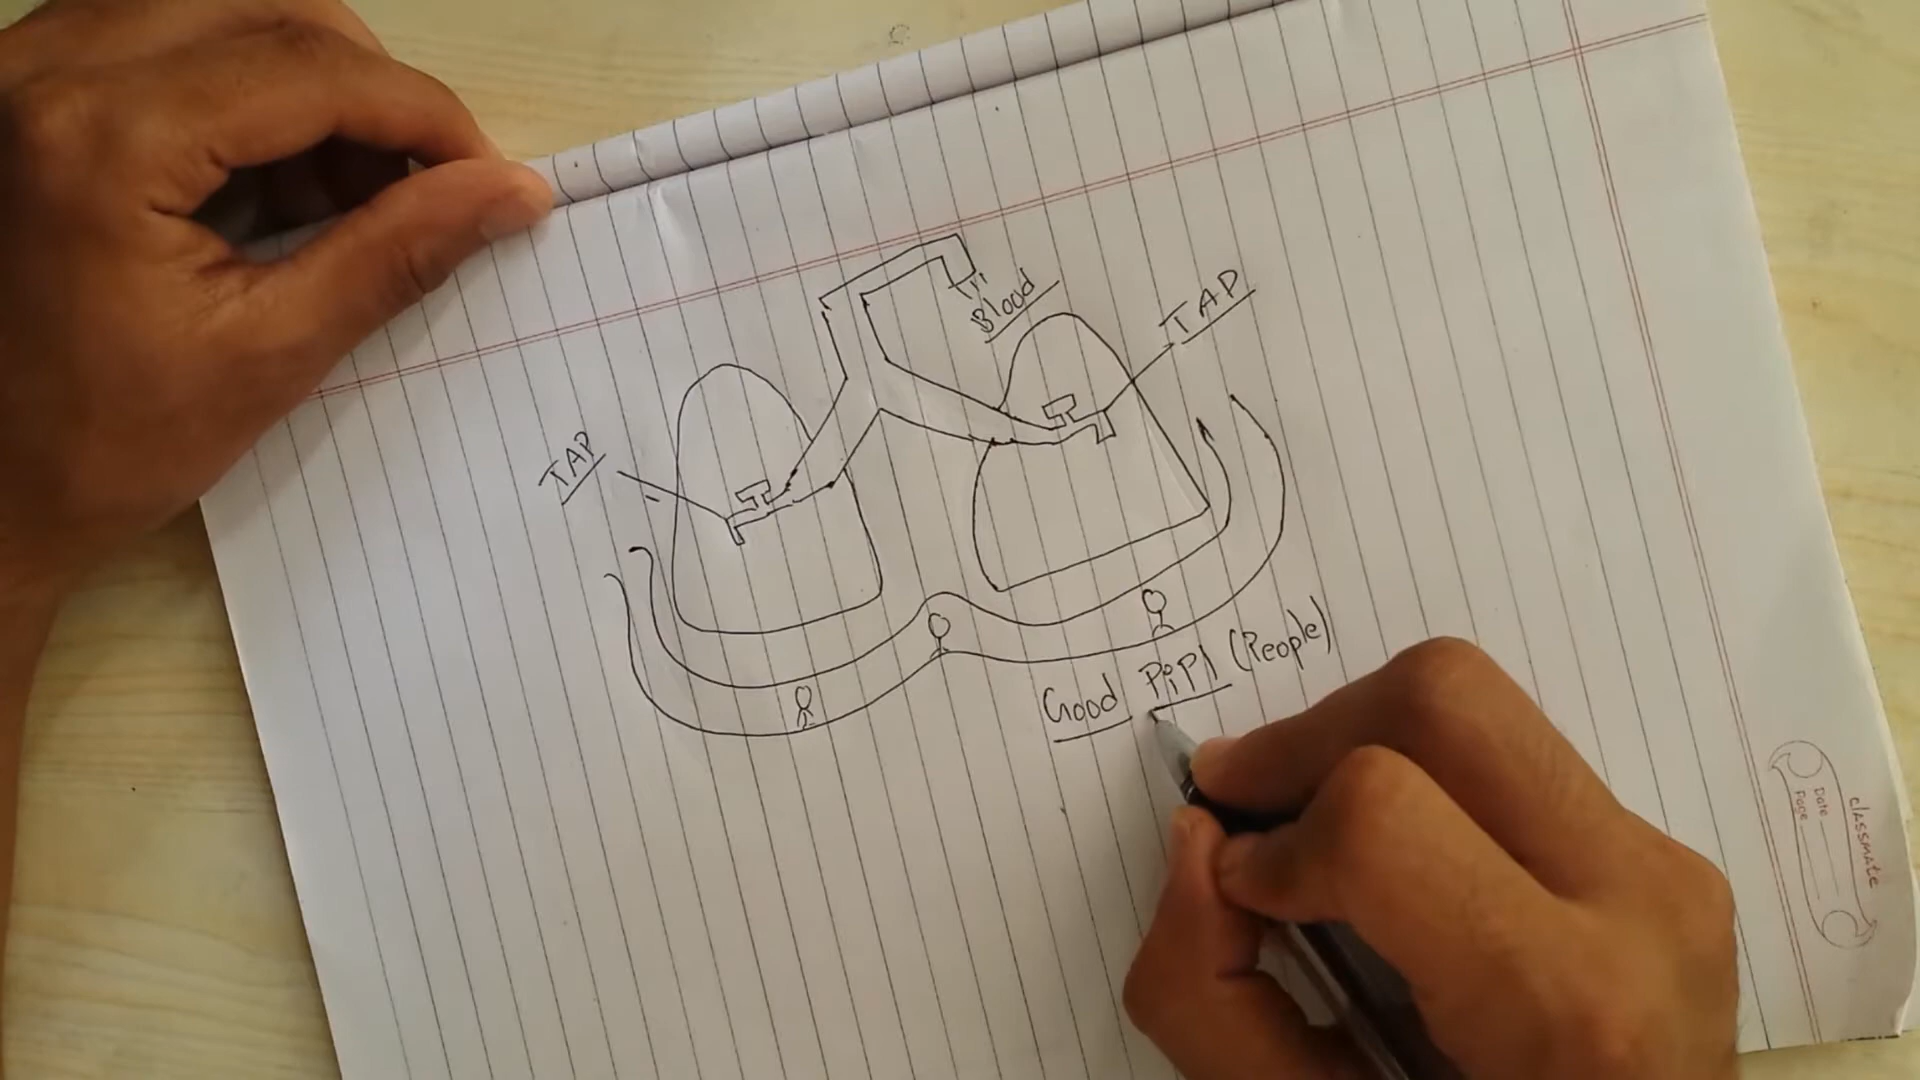 Blood
TAP
TAP
Good PiPl (People)
classmate
Date
Page